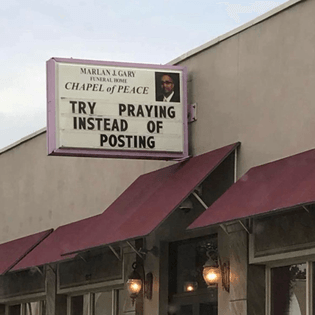 MARLAN J. GARY
FUNERAL HOME
CHAPEL of PEACE
TRY PRAYING
INSTEAD OF
POSTING